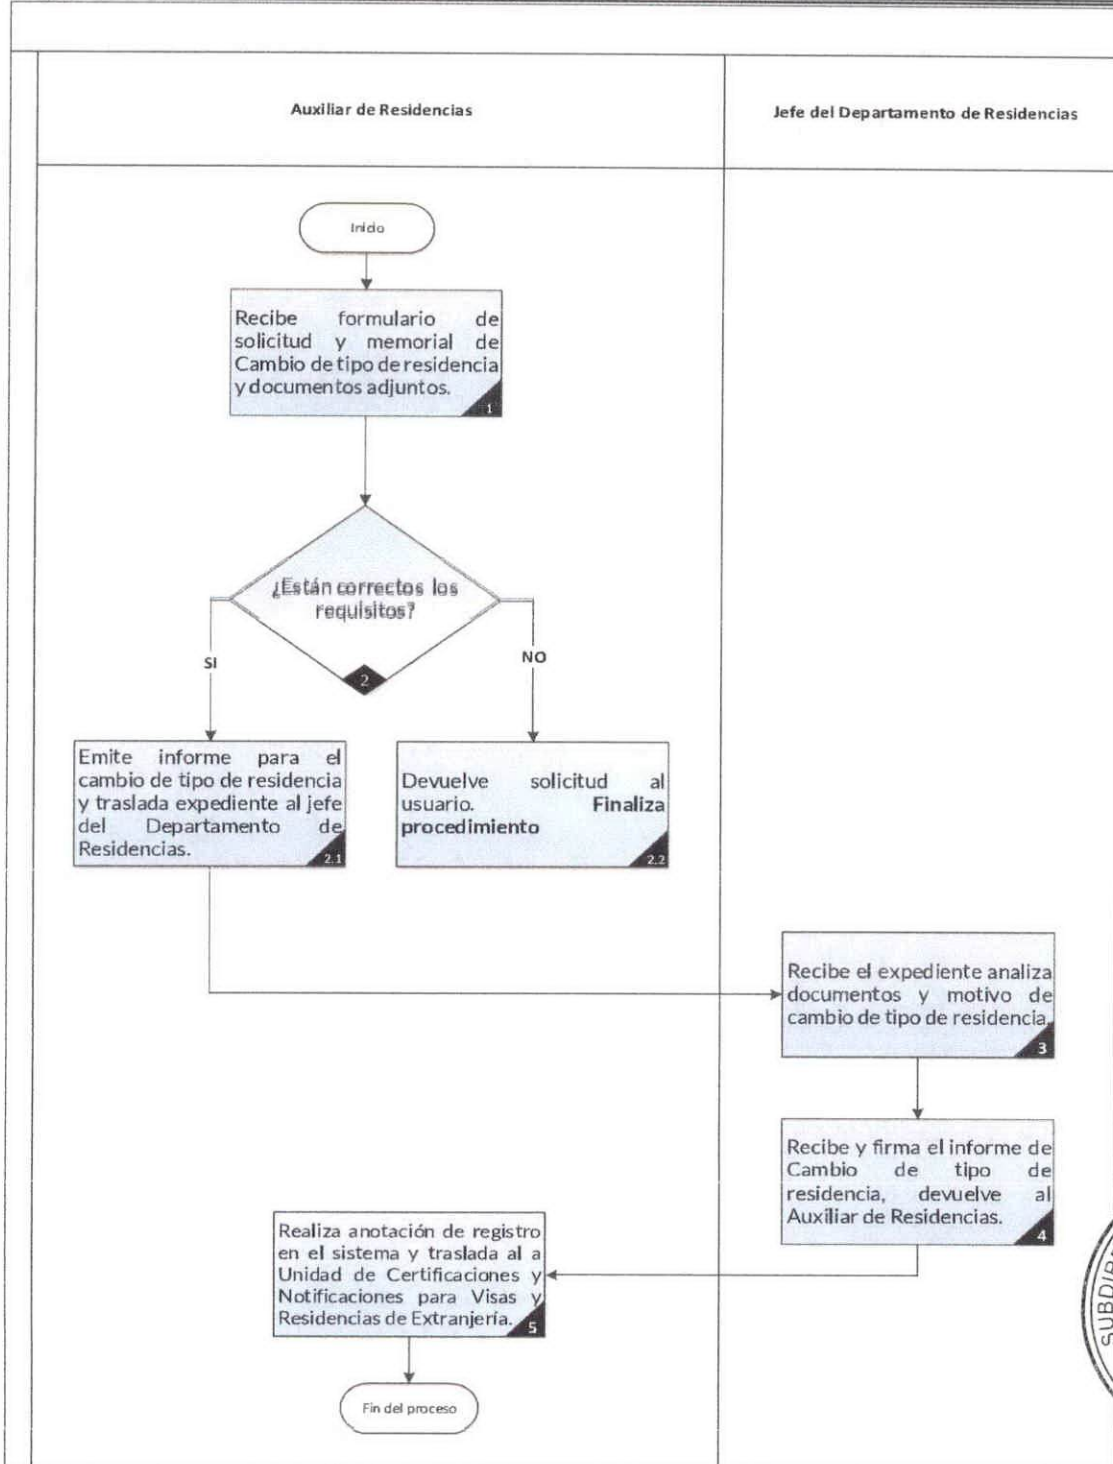 Auxiliar de Residencias
Jefe del Departamento de Residencias
Inicio
Recibe formulario de
solicitud y memorial de
Cambio de tipo de residencia
y documentos adjuntos.
1
¿Están correctos los
requisitos?
2
SI
NO
Emite informe para el
cambio de tipo de residencia
y traslada expediente al jefe
del Departamento de
Residencias.
2.1
Devuelve solicitud al
usuario. Finaliza
procedimiento
2.2
Recibe el expediente analiza
documentos y motivo de
cambio de tipo de residencia.
3
Recibe y firma el informe de
Cambio de tipo de
residencia, devuelve al
Auxiliar de Residencias.
4
Realiza anotación de registro
en el sistema y traslada al a
Unidad de Certificaciones y
Notificaciones para Visas y
Residencias de Extranjería.
5
Fin del proceso